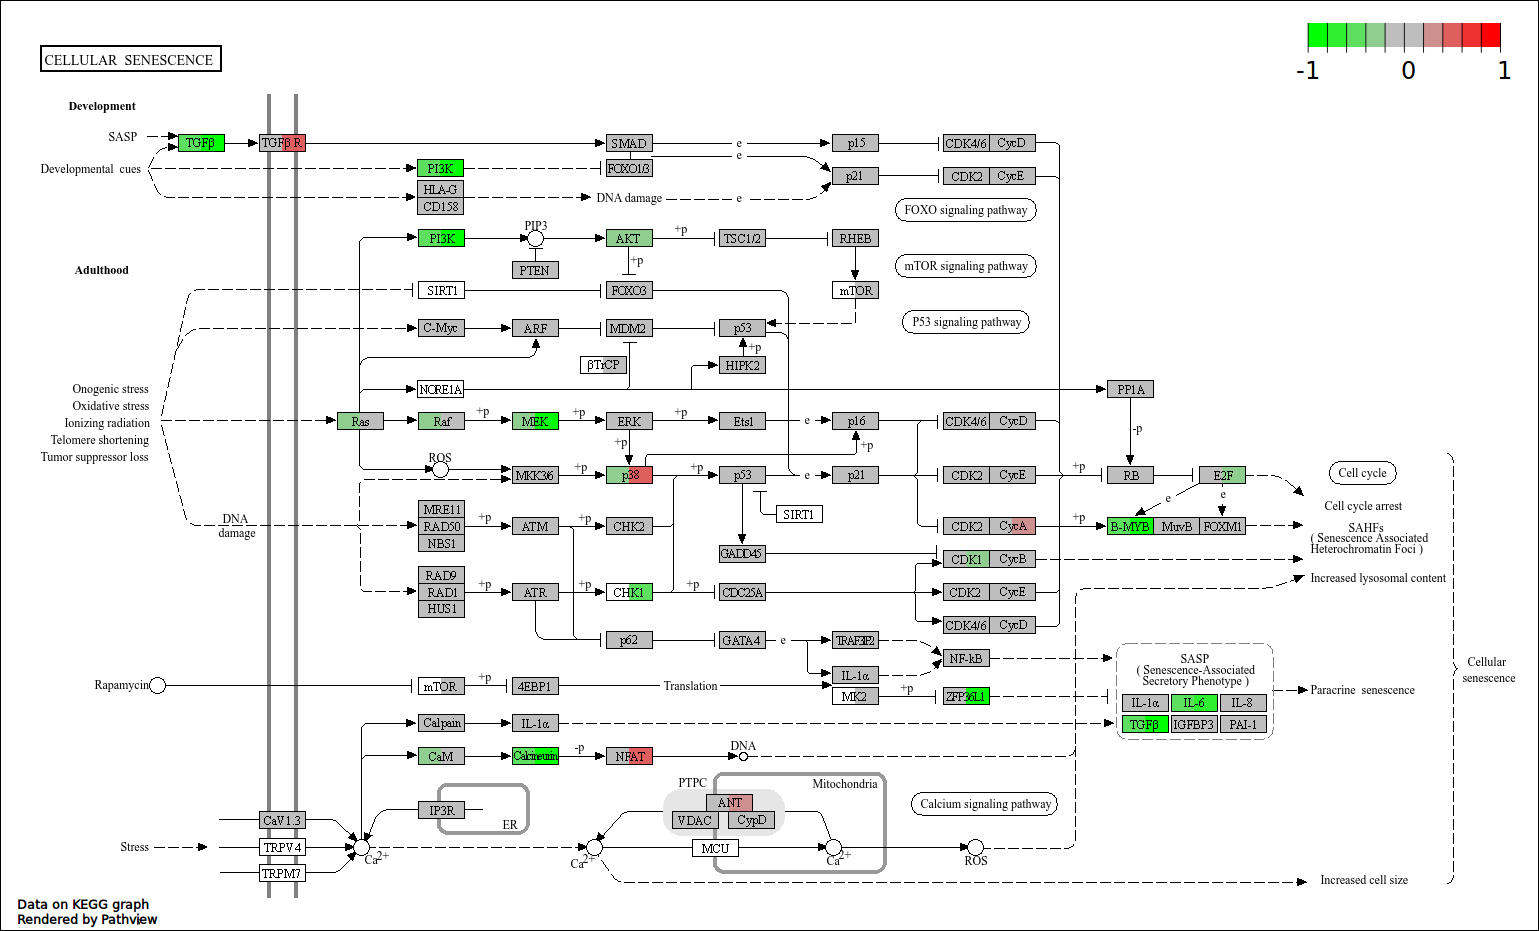 CELLULAR SENESCENCE
-1 0 1
Development
SASP
TGFβ
TGFβ R
SMAD
e
e
p15
CDK4/6 CycD
Developmental cues
PI3K
FOXO1/3
p21
CDK2 CycE
HLA-G
CD158
DNA damage
e
FOXO signaling pathway
PIP3
PI3K
AKT
+p
TSC1/2
RHEB
+p
PTEN
mTOR signaling pathway
Adulthood
SIRT1
FOXO3
mTOR
C-Myc
ARF
MDM2
p53
P53 signaling pathway
+p
βTrCP
HIPK2
Onogenic stress
Oxidative stress
Ionizing radiation
Telomere shortening
Tumor suppressor loss
NORE1A
PP1A
Ras
Raf
+p
MEK
+p
ERK
+p
Ets1
e
p16
CDK4/6 CycD
-p
+p
+p
ROS
MKK3/6
+p
p38
+p
p53
e
p21
CDK2 CycE
+p
RB
E2F
Cell cycle
e
e
Cell cycle arrest
DNA
damage
MRE11
RAD50
NBS1
+p
ATM
+p
CHK2
SIRT1
CDK2 CycA
+p
B-MYB MuvB FOXM1
SAHFs
( Senescence Associated
Heterochromatin Foci )
GADD45
CDK1 CycB
RAD9
RAD1
HUS1
+p
ATR
+p
CHK1
+p
CDC25A
CDK2 CycE
Increased lysosomal content
CDK4/6 CycD
p62
GATA4
e
TRAF3IP2
NF-kB
IL-1α
SASP
( Senescence-Associated
Secretory Phenotype )
Cellular
senescence
Rapamycin
mTOR
+p
4EBP1
Translation
MK2
+p
ZFP36L1
IL-1α IL-6 IL-8
TGFβ IGFBP3 PAI-1
Paracrine senescence
Calpain
IL-1α
CaM
Calcineurin
-p
NFAT
DNA
PTPC
Mitochondria
ANT
VDAC CypD
Calcium signaling pathway
IP3R
ER
CaV1.3
Stress
TRPV4
Ca2+
Ca2+
MCU
Ca2+
ROS
TRPM7
Increased cell size
Data on KEGG graph
Rendered by Pathview